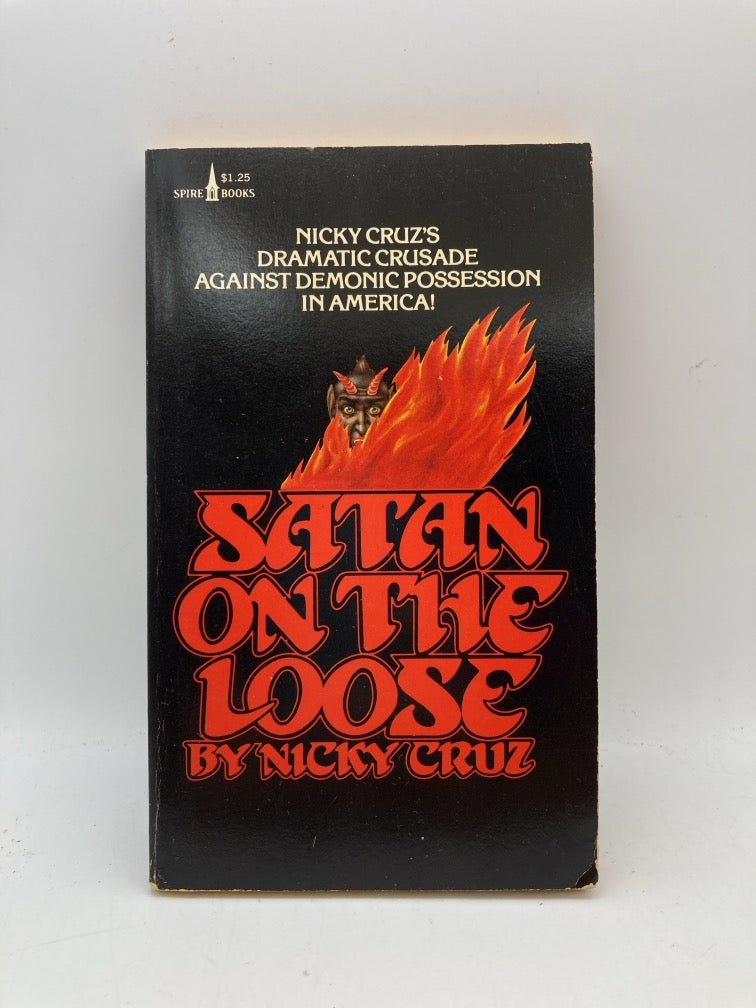 $1.25
SPIRE BOOKS
NICKY CRUZ'S
DRAMATIC CRUSADE
AGAINST DEMONIC POSSESSION
IN AMERICA!
SATAN
ON THE
LOOSE
BY NICKY CRUZ